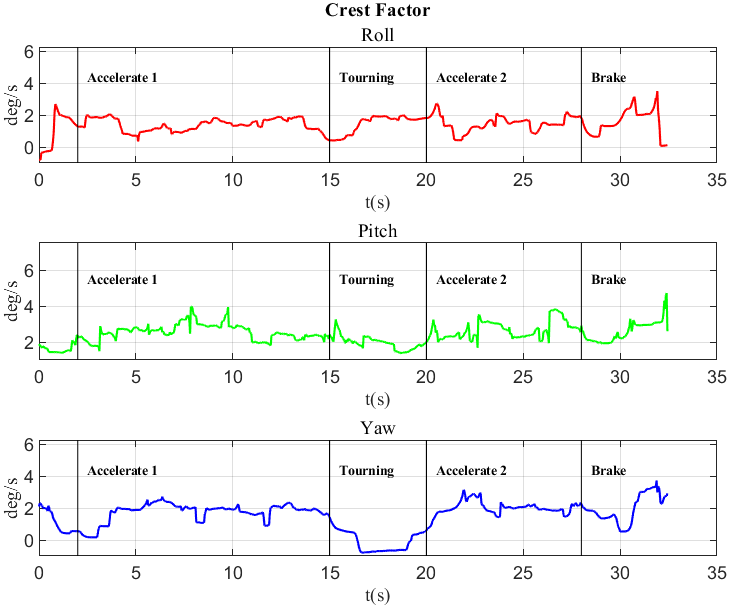 Crest Factor
Roll
6
4
2
0
deg/s
Accelerate 1
Tourning
Accelerate 2
Brake
0 5 10 15 20 25 30 35
t(s)
Pitch
6
4
2
deg/s
Accelerate 1
Tourning
Accelerate 2
Brake
0 5 10 15 20 25 30 35
t(s)
Yaw
6
4
2
0
deg/s
Accelerate 1
Tourning
Accelerate 2
Brake
0 5 10 15 20 25 30 35
t(s)